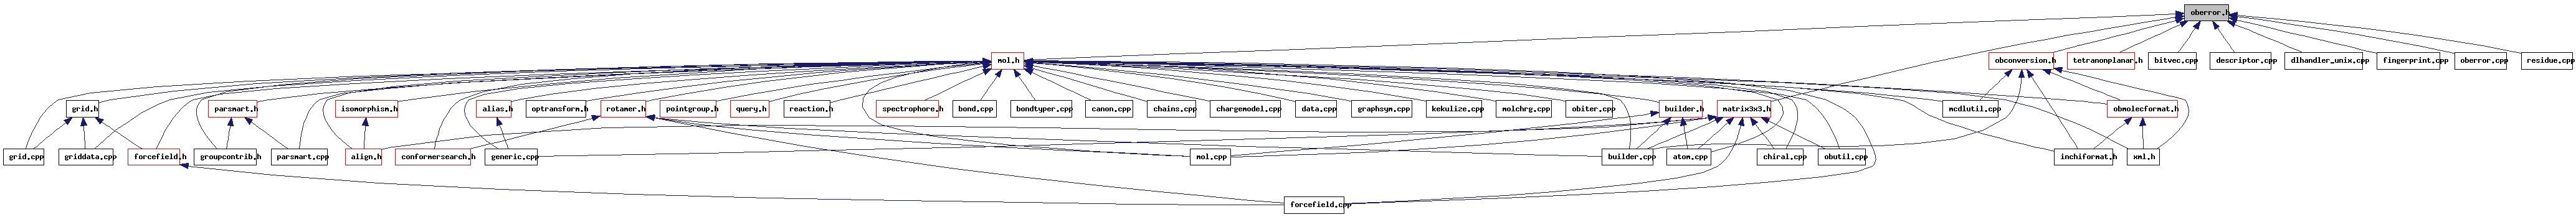 oberror.h
mol.h
obconversion.h
tetranonplanar.h
bitvec.cpp
descriptor.cpp
dlhandler_unix.cpp
fingerprint.cpp
oberror.cpp
residue.cpp
grid.h
parsmart.h
isomorphism.h
alias.h
optransform.h
rotamer.h
pointgroup.h
query.h
reaction.h
spectrophore.h
bond.cpp
bondtyper.cpp
canon.cpp
chains.cpp
chargemodel.cpp
data.cpp
graphsym.cpp
kekulize.cpp
molchrg.cpp
obiter.cpp
builder.h
matrix3x3.h
mcdlutil.cpp
obmolecformat.h
grid.cpp
griddata.cpp
forcefield.h
groupcontrib.h
parsmart.cpp
align.h
conformersearch.h
generic.cpp
mol.cpp
builder.cpp
atom.cpp
chiral.cpp
obutil.cpp
inchiformat.h
xml.h
forcefield.cpp